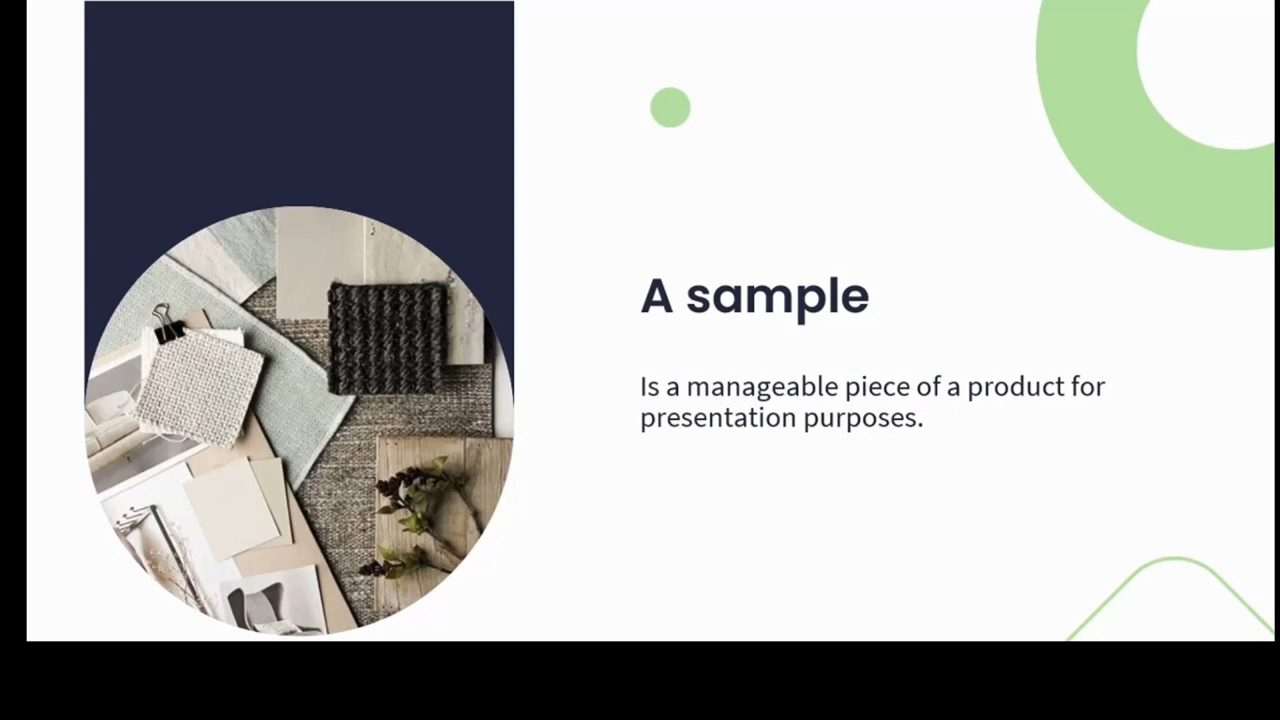 A sample
Is a manageable piece of a product for
presentation purposes.